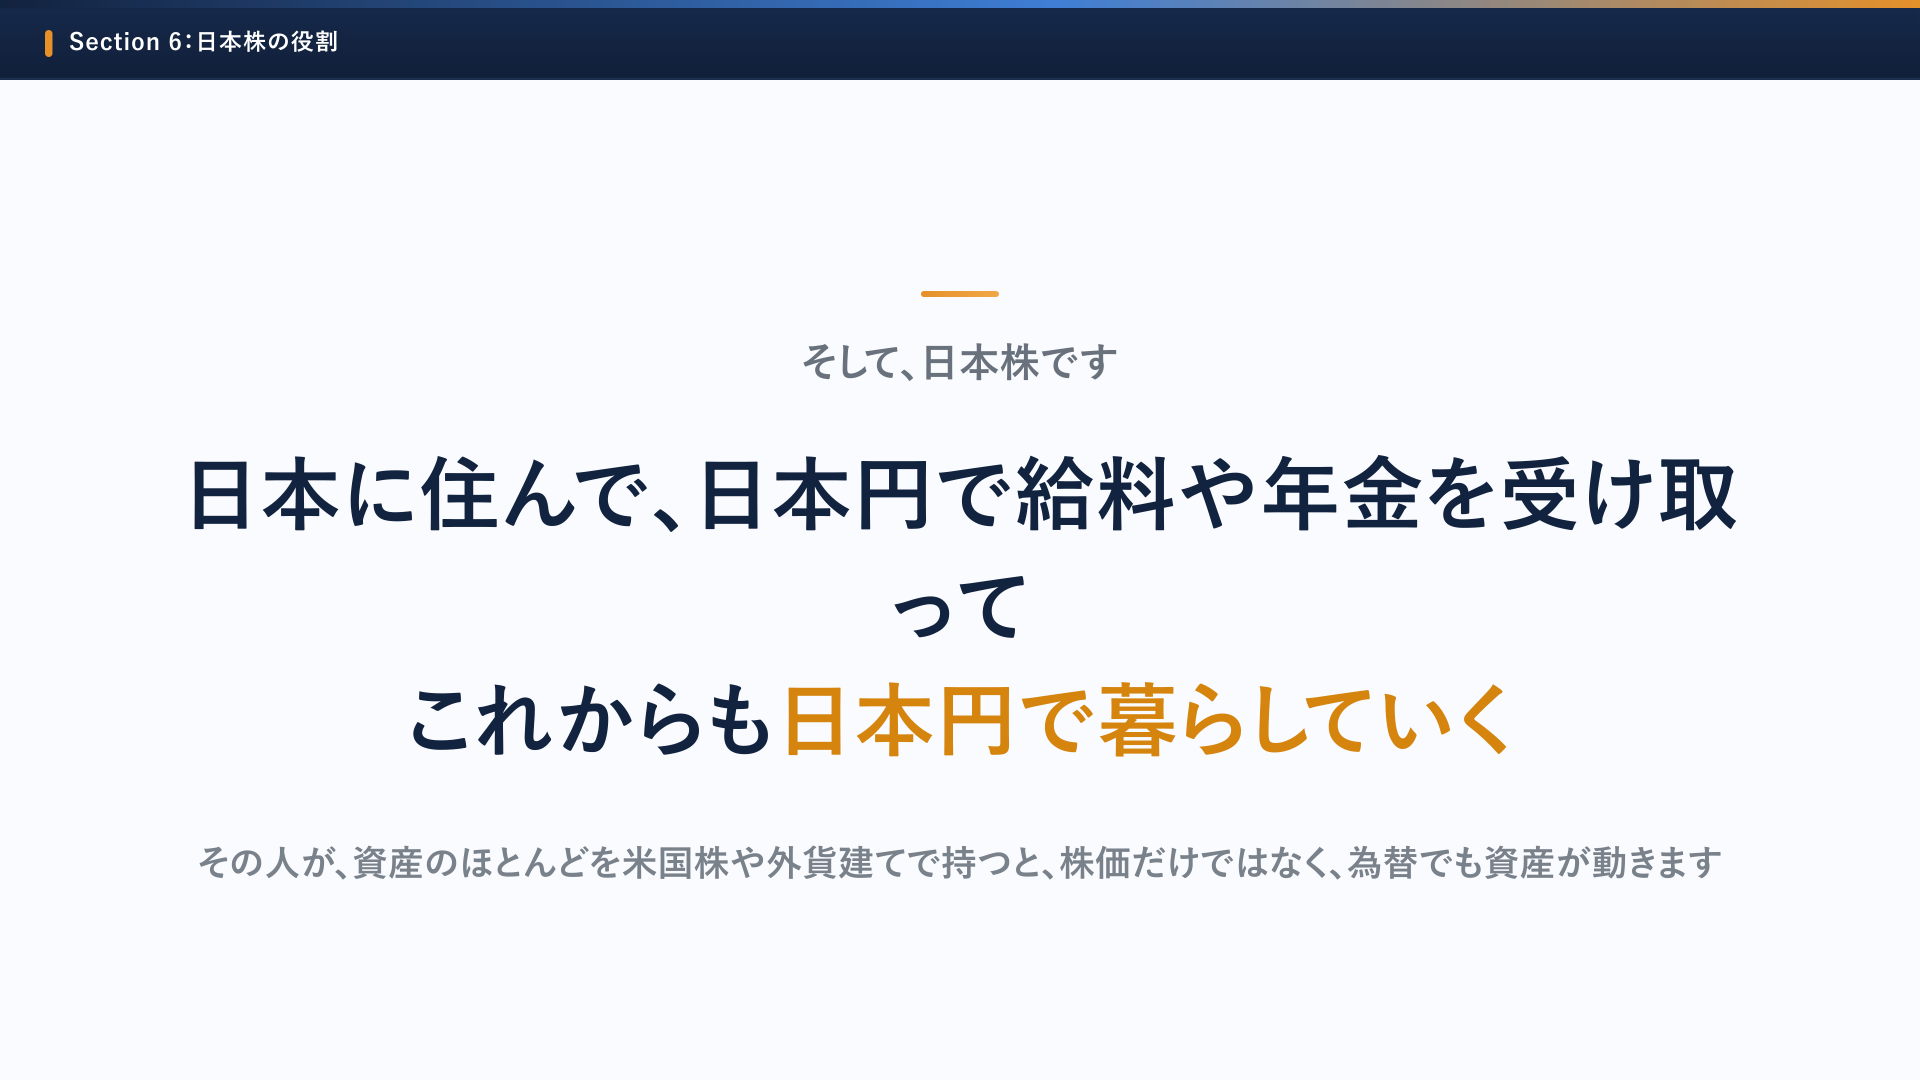 Section 6：日本株の役割
そして、日本株です
日本に住んで、日本円で給料や年金を受け取
って
これからも日本円で暮らしていく
その人が、資産のほとんどを米国株や外貨建てで持つと、株価だけではなく、為替でも資産が動きます